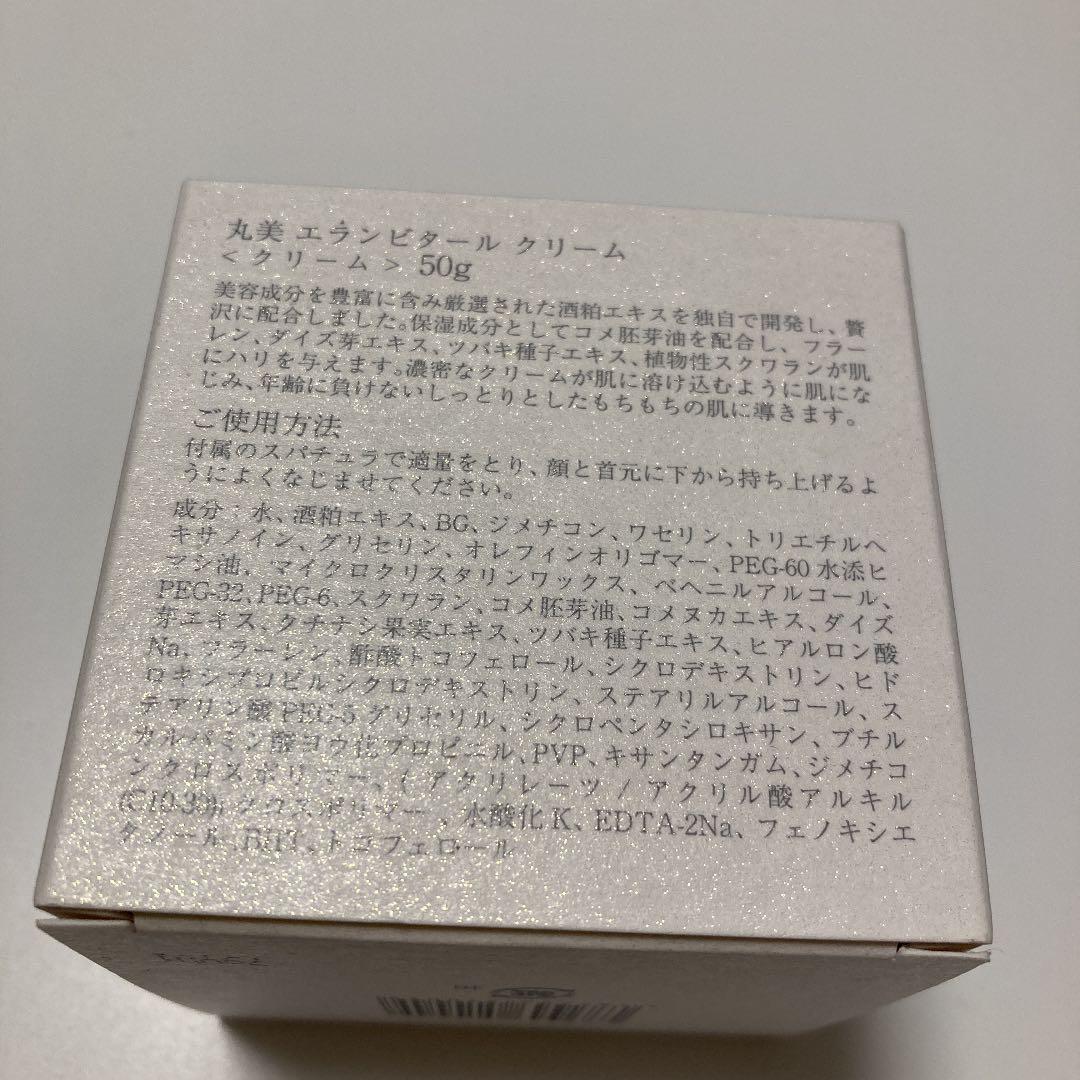 丸美 エランビタール クリーム
<クリーム> 50g
美容成分を豊富に含み厳選された酒粕エキスを独自で開発し、贅
沢に配合しました。保湿成分としてコメ胚芽油を配合し、フラー
レン、ダイズ芽エキス、ツバキ種子エキス、植物性スクワランが肌
にハリを与えます。濃密なクリームが肌に溶け込むように肌にな
じみ、年齢に負けないしっとりとしたもちもちの肌に導きます。
ご使用方法
付属のスパチュラで適量をとり、顔と首元に下から持ち上げるよ
うによくなじませてください。
成分:水、酒粕エキス、BG、ジメチコン、ワセリン、トリエチルヘ
キサノイン、グリセリン、オレフィンオリゴマー、PEG-60水添ヒ
マシ油、マイクロクリスタリンワックス、ベヘニルアルコール、
PEG-32、PEG-6、スクワラン、コメ胚芽油、コメヌカエキス、ダイズ
芽エキス、クチナシ果実エキス、ツバキ種子エキス、ヒアルロン酸
Na、フラーレン、酢酸トコフェロール、シクロデキストリン、ヒド
ロキシプロピルシクロデキストリン、ステアリルアルコール、ス
テアリン酸PEG-5グリセリル、シクロペンタシロキサン、ブチル
カルバミン酸ヨウ化プロピニル、PVP、キサンタンガム、ジメチコ
ンクロスポリマー、(アクリレーツ/アクリル酸アルキル
(C10-30))クロスポリマー、水酸化K、EDTA-2Na、フェノキシエ
タノール、BHT、トコフェロール